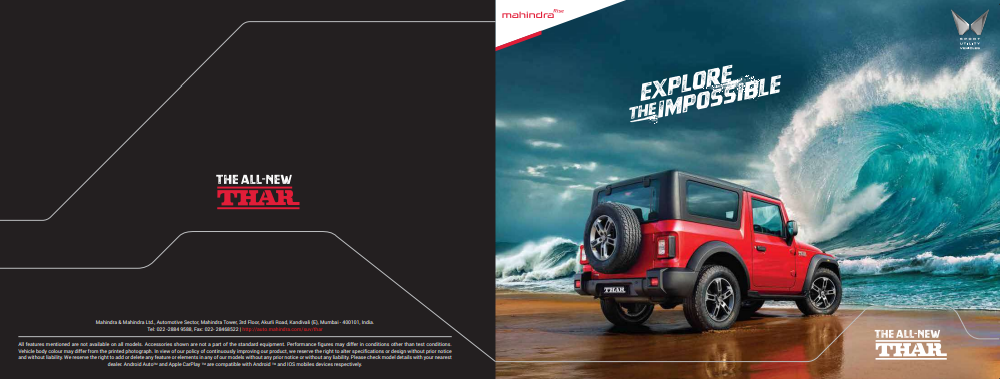 THE ALL-NEW
THAR
Mahindra & Mahindra Ltd., Automotive Sector, Mahindra Tower, 3rd Floor, Akurli Road, Kandivali (E), Mumbai - 400101, India.
Tel: 022 -2884 9588, Fax: 022- 28468522 |
All features mentioned are not available on all models. Accessories shown are not a part of the standard equipment. Performance figures may differ in conditions other than test conditions.
Vehicle body colour may differ from the printed photograph. In view of our policy of continuously improving our product, we reserve the right to alter specifications or design without prior notice
and without liability. We reserve the right to add or delete any feature or elements in any of our models without any prior notice or without any liability. Please check model details with your nearest
dealer. Android Auto™ and Apple CarPlay ™ are compatible with Android ™ and IOS mobiles devices respectively.
mahindra Rise
SPORT
UTILITY
VEHICLES
EXPLORE
THE IMPOSSIBLE
THAR
THAR
THE ALL-NEW
THAR